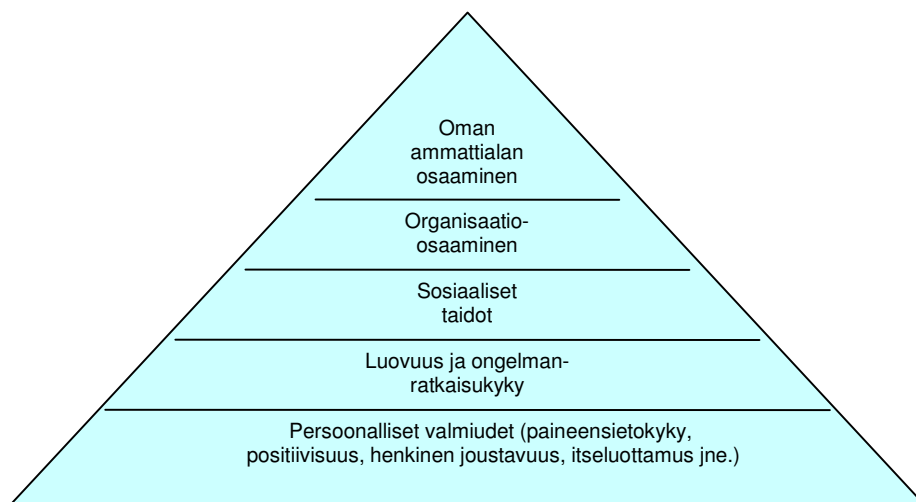 Oman
ammattialan
osaaminen
Organisaatio-
osaaminen
Sosiaaliset
taidot
Luovuus ja ongelman-
ratkaisukyky
Persoonalliset valmiudet (paineensietokyky,
positiivisuus, henkinen joustavuus, itseluottamus jne.)